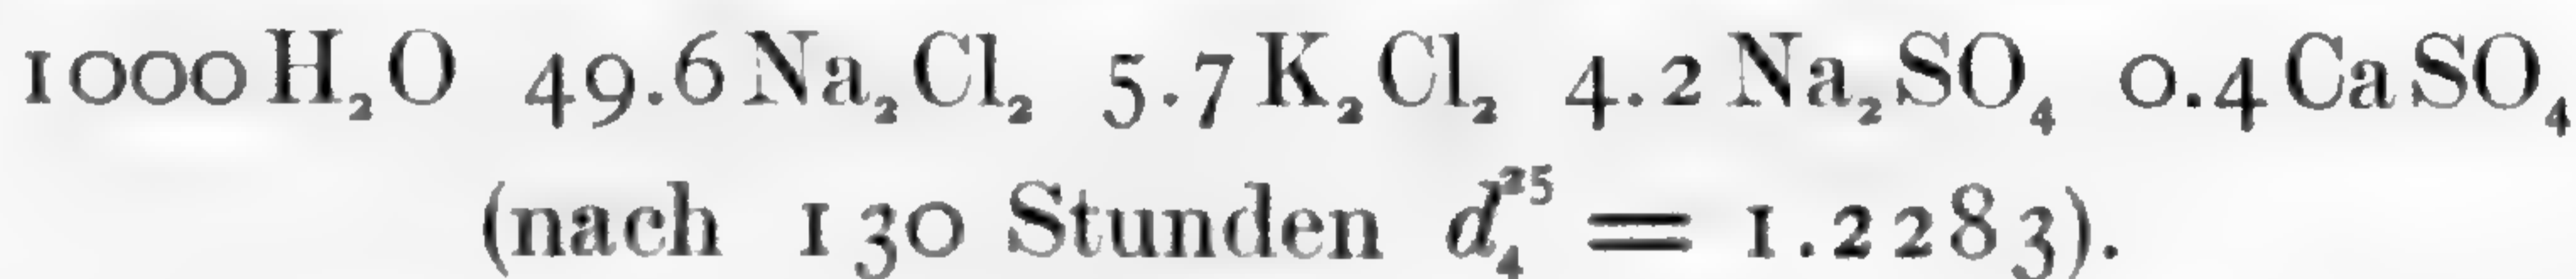 1000 H₂O 49.6 Na₂Cl₂ 5.7 K₂Cl₂ 4.2 Na₂SO₄ 0.4 CaSO₄
(nach 130 Stunden d₄²⁵ = 1.2283).